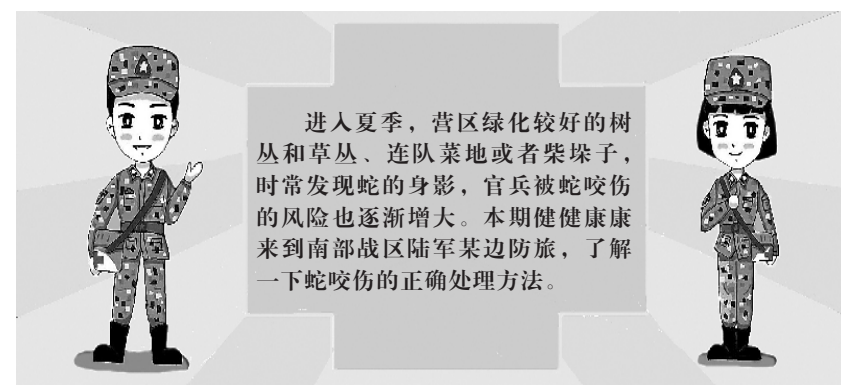 进入夏季，营区绿化较好的树
丛和草丛、连队菜地或者柴垛子，
时常发现蛇的身影，官兵被蛇咬伤
的风险也逐渐增大。本期健健康康
来到南部战区陆军某边防旅，了解
一下蛇咬伤的正确处理方法。